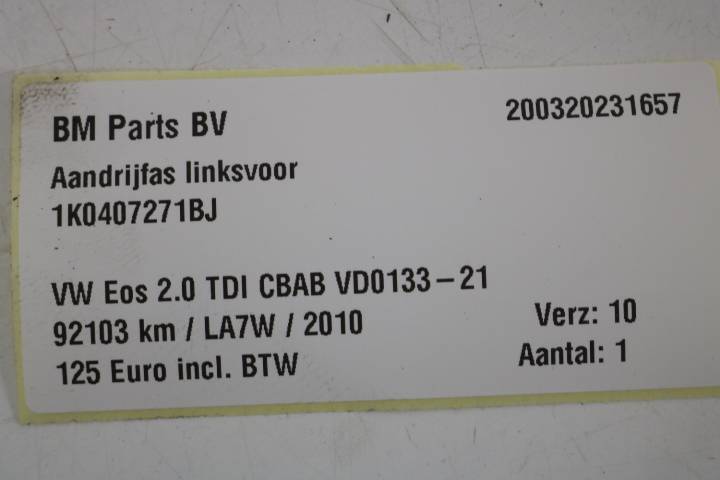 BM Parts BV
200320231657
Aandrijfas linksvoor
1K0407271BJ
VW Eos 2.0 TDI CBAB VD0133-21
92103 km / LA7W / 2010
Verz: 10
125 Euro incl. BTW
Aantal: 1